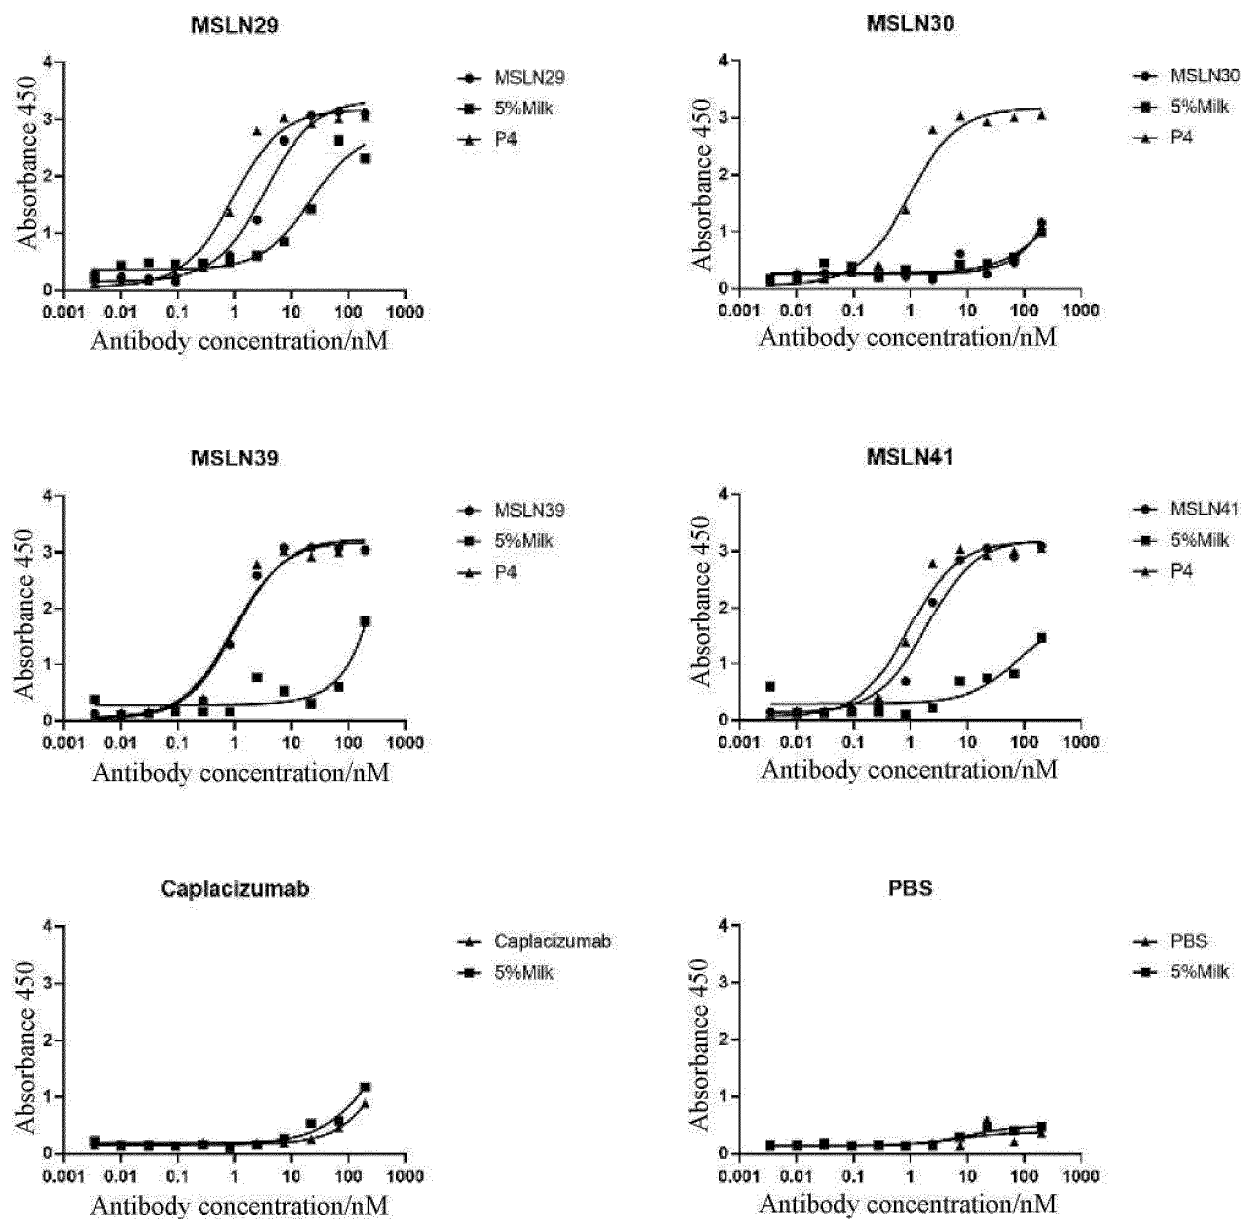 MSLN29
Absorbance 450
4
3
2
1
0
0.001 0.01 0.1 1 10 100 1000
Antibody concentration/nM
MSLN29
5%Milk
P4
MSLN30
Absorbance 450
4
3
2
1
0
0.001 0.01 0.1 1 10 100 1000
Antibody concentration/nM
MSLN30
5%Milk
P4
MSLN39
Absorbance 450
4
3
2
1
0
0.001 0.01 0.1 1 10 100 1000
Antibody concentration/nM
MSLN39
5%Milk
P4
MSLN41
Absorbance 450
4
3
2
1
0
0.001 0.01 0.1 1 10 100 1000
Antibody concentration/nM
MSLN41
5%Milk
P4
Caplacizumab
Absorbance 450
4
3
2
1
0
0.001 0.01 0.1 1 10 100 1000
Antibody concentration/nM
Caplacizumab
5%Milk
PBS
Absorbance 450
4
3
2
1
0
0.001 0.01 0.1 1 10 100 1000
Antibody concentration/nM
PBS
5%Milk